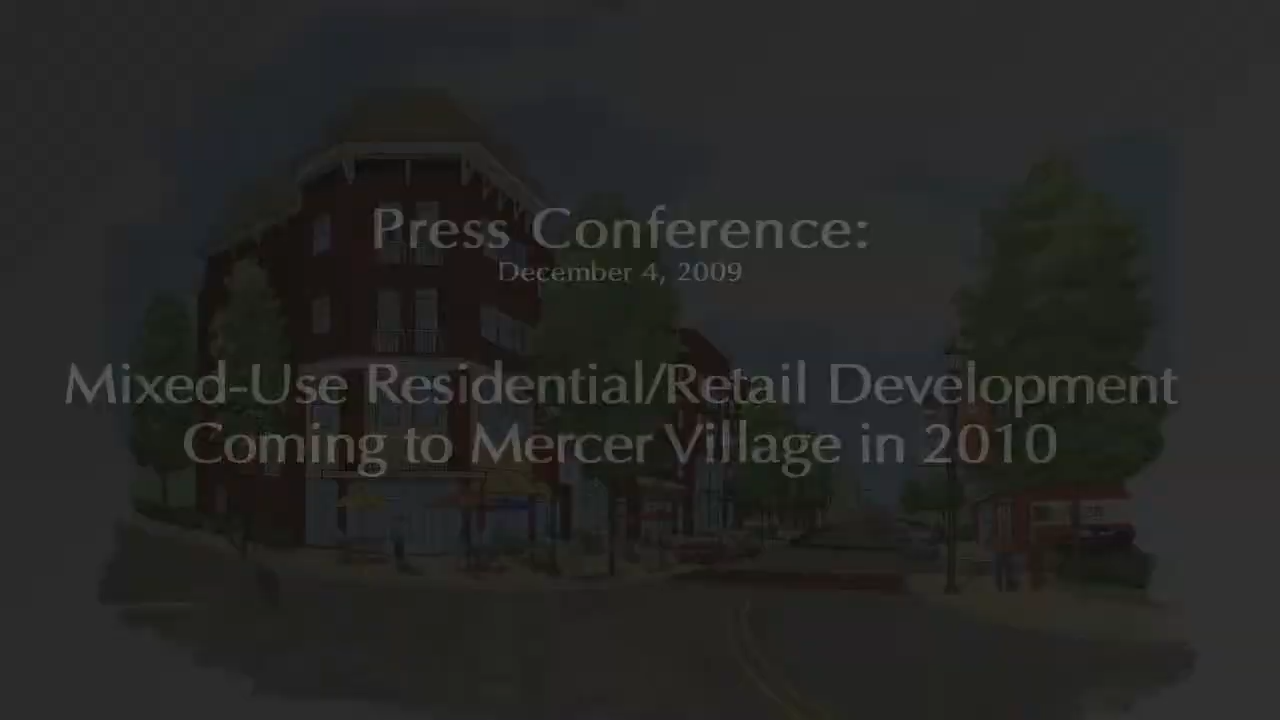 Press Conference:
December 4, 2009
Mixed-Use Residential/Retail Development
Coming to Mercer Village in 2010